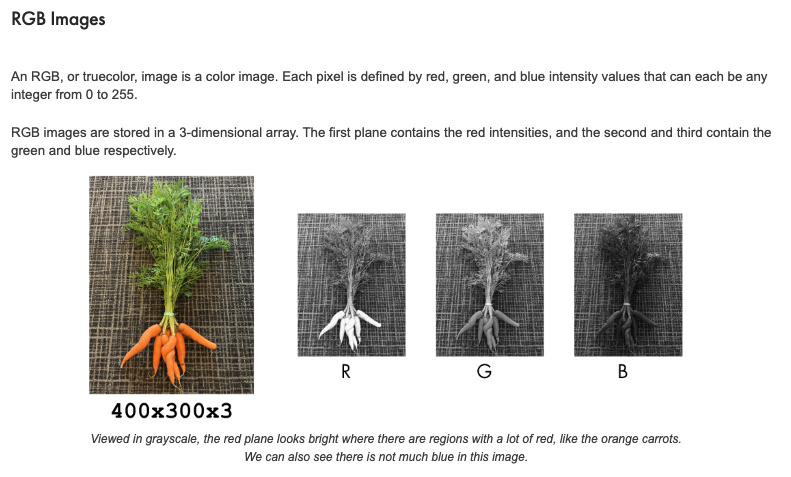 RGB Images
An RGB, or truecolor, image is a color image. Each pixel is defined by red, green, and blue intensity values that can each be any
integer from 0 to 255.
RGB images are stored in a 3-dimensional array. The first plane contains the red intensities, and the second and third contain the
green and blue respectively.
R G B
400x300x3
Viewed in grayscale, the red plane looks bright where there are regions with a lot of red, like the orange carrots.
We can also see there is not much blue in this image.